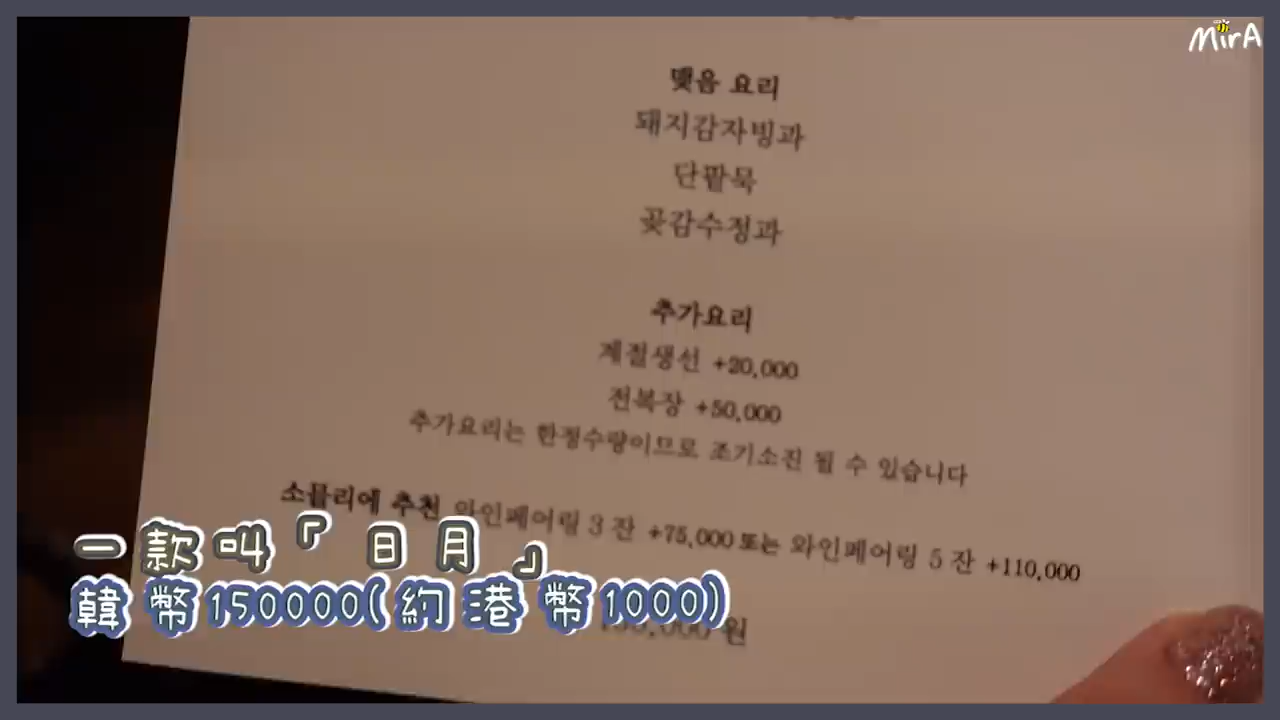 MirA
맺음 요리
돼지감자빙과
단팥묵
곶감수정과
추가요리
계절생선 +20,000
전복장 +50,000
추가요리는 한정수량이므로 조기소진 될 수 있습니다
소믈리에 추천 와인페어링 3 잔 +75,000 또는 와인페어링 5 잔 +110,000
원
一款叫『日月』
韓幣150000(約港幣1000)